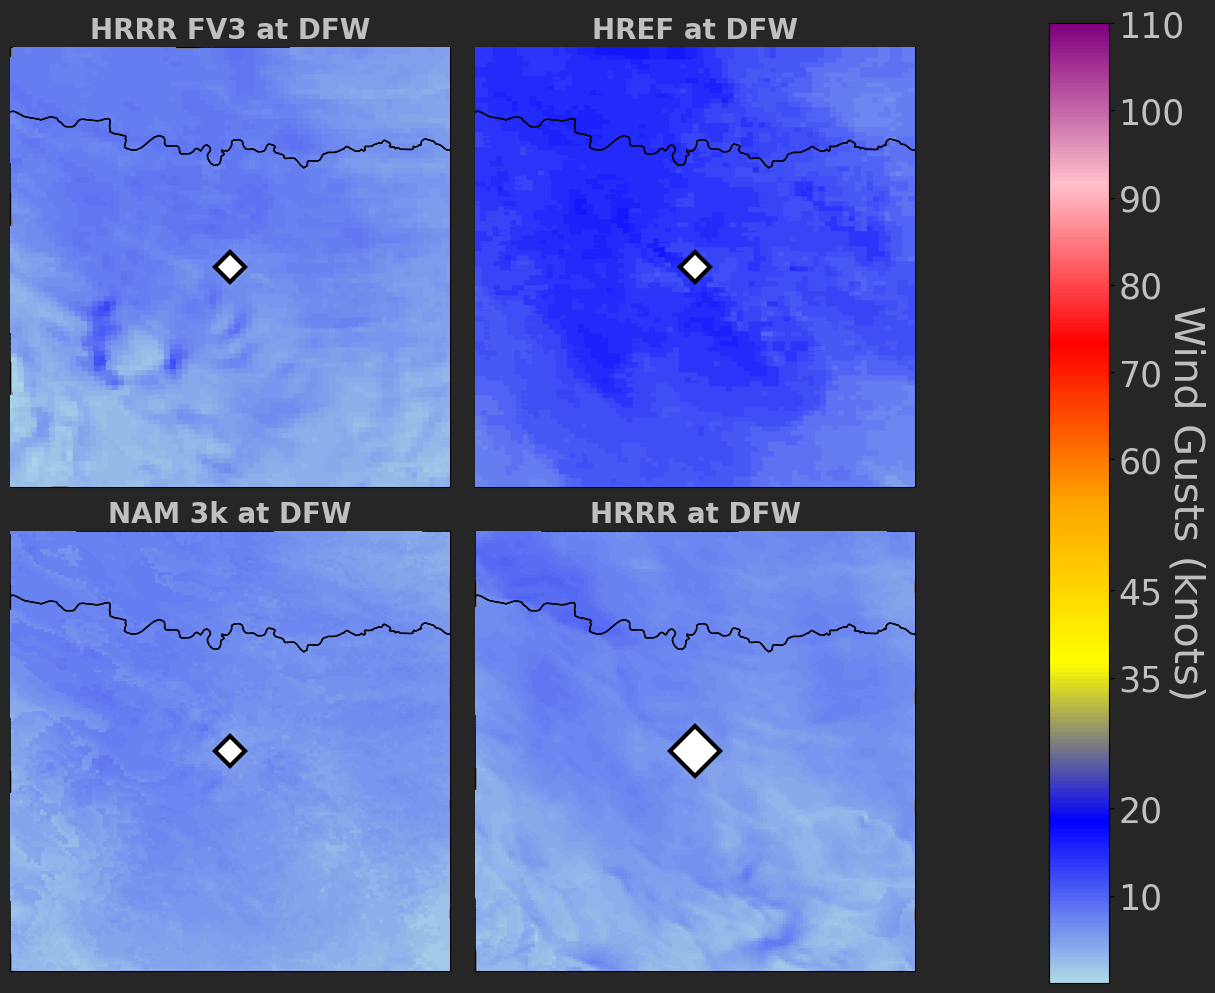 HRRR FV3 at DFW
HREF at DFW
NAM 3k at DFW
HRRR at DFW
110
100
90
80
70
60
45
35
20
10
Wind Gusts (knots)